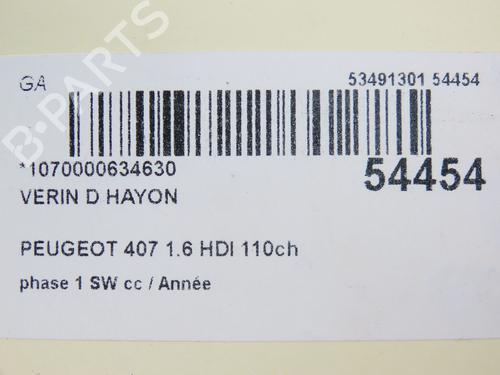 GA
53491301 54454
*1070000634630
54454
VERIN D HAYON
PEUGEOT 407 1.6 HDI 110ch
phase 1 SW cc / Année
B-PARTS